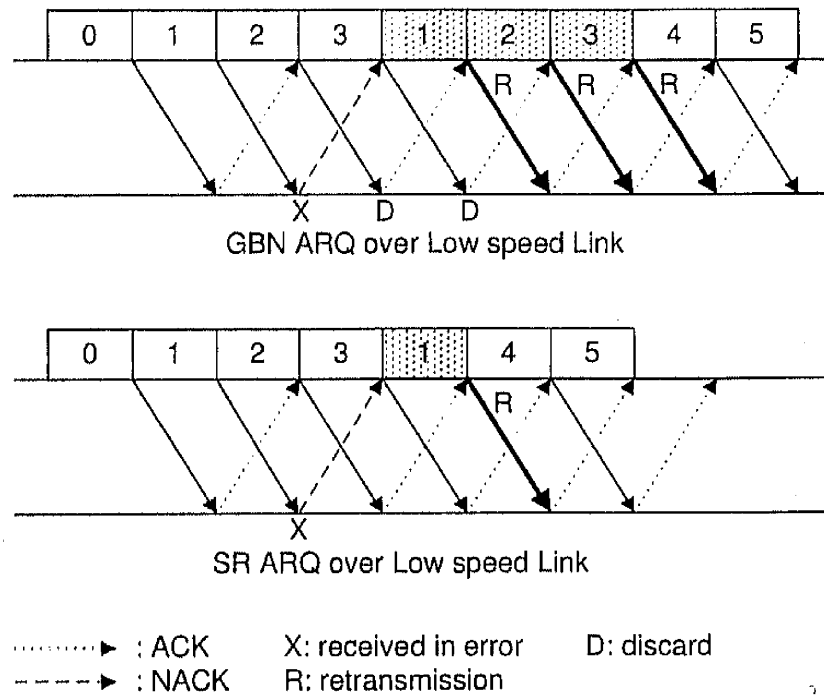 0 1 2 3 1 2 3 4 5
R R R
X D D
GBN ARQ over Low speed Link
0 1 2 3 1 4 5
R
X
SR ARQ over Low speed Link
: ACK X: received in error D: discard
: NACK R: retransmission